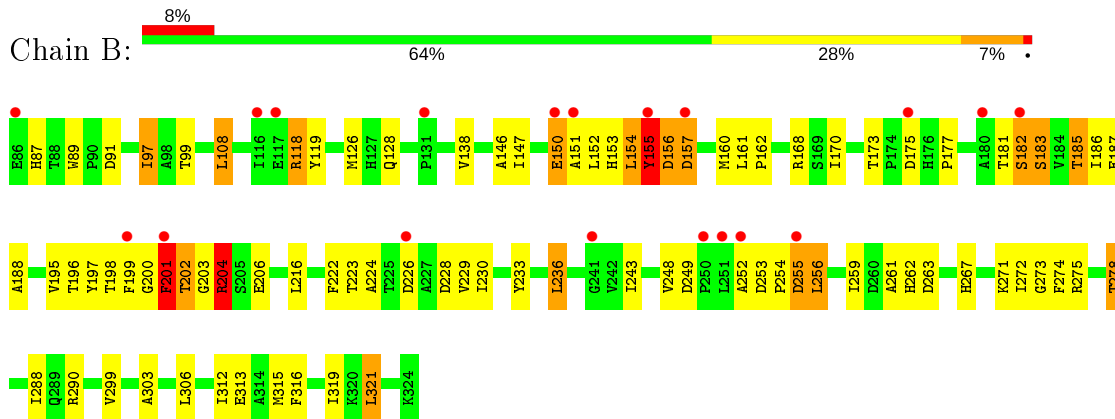 8%
Chain B:
64% 28% 7% •
E86 H87 T88 W89 P90 D91 I97 A98 T99 L108 I116 E117 R118 Y119 M126 H127 Q128 P131 V138 A146 I147 E150 A151 L152 H153 L154 Y155 D156 D157 M160 L161 P162 R168 S169 I170 T173 P174 D175 H176 P177 A180 T181 S182 S183 V184 T185 I186
A188 V195 T196 Y197 T198 F199 G200 F201 T202 G203 R204 S205 E206 L216 F222 T223 A224 T225 D226 A227 D228 V229 I230 Y233 L236 G241 V242 I243 V248 D249 P250 L251 A252 D253 P254 D255 L256 I259 D260 A261 H262 D263 H267 K271 I272 G273 F274 R275 T278
I288 Q289 R290 V299 A303 L306 I312 E313 A314 M315 F316 I319 K320 L321 K324